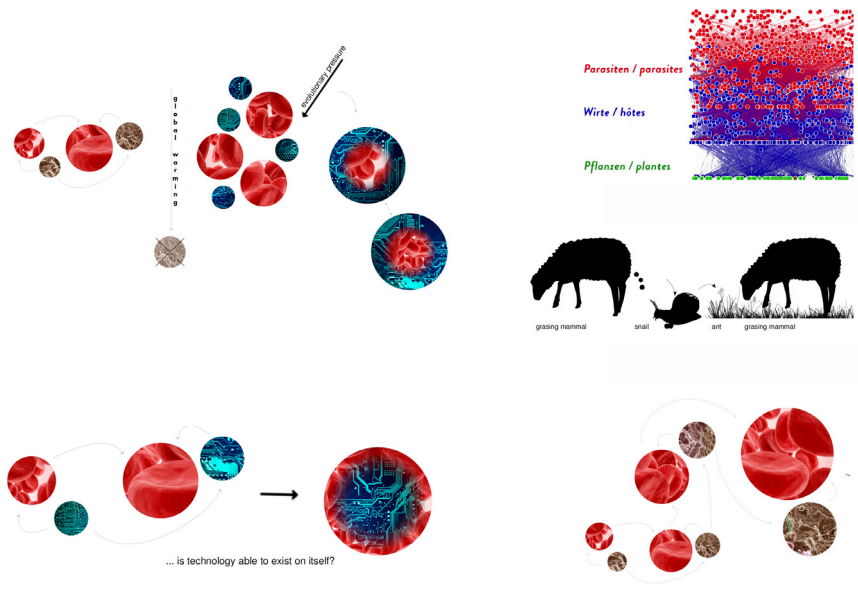 global warming
evolutionary pressure
Parasiten / parasites
Wirte / hôtes
Pflanzen / plantes
grasing mammal
snail
ant
grasing mammal
... is technology able to exist on itself?